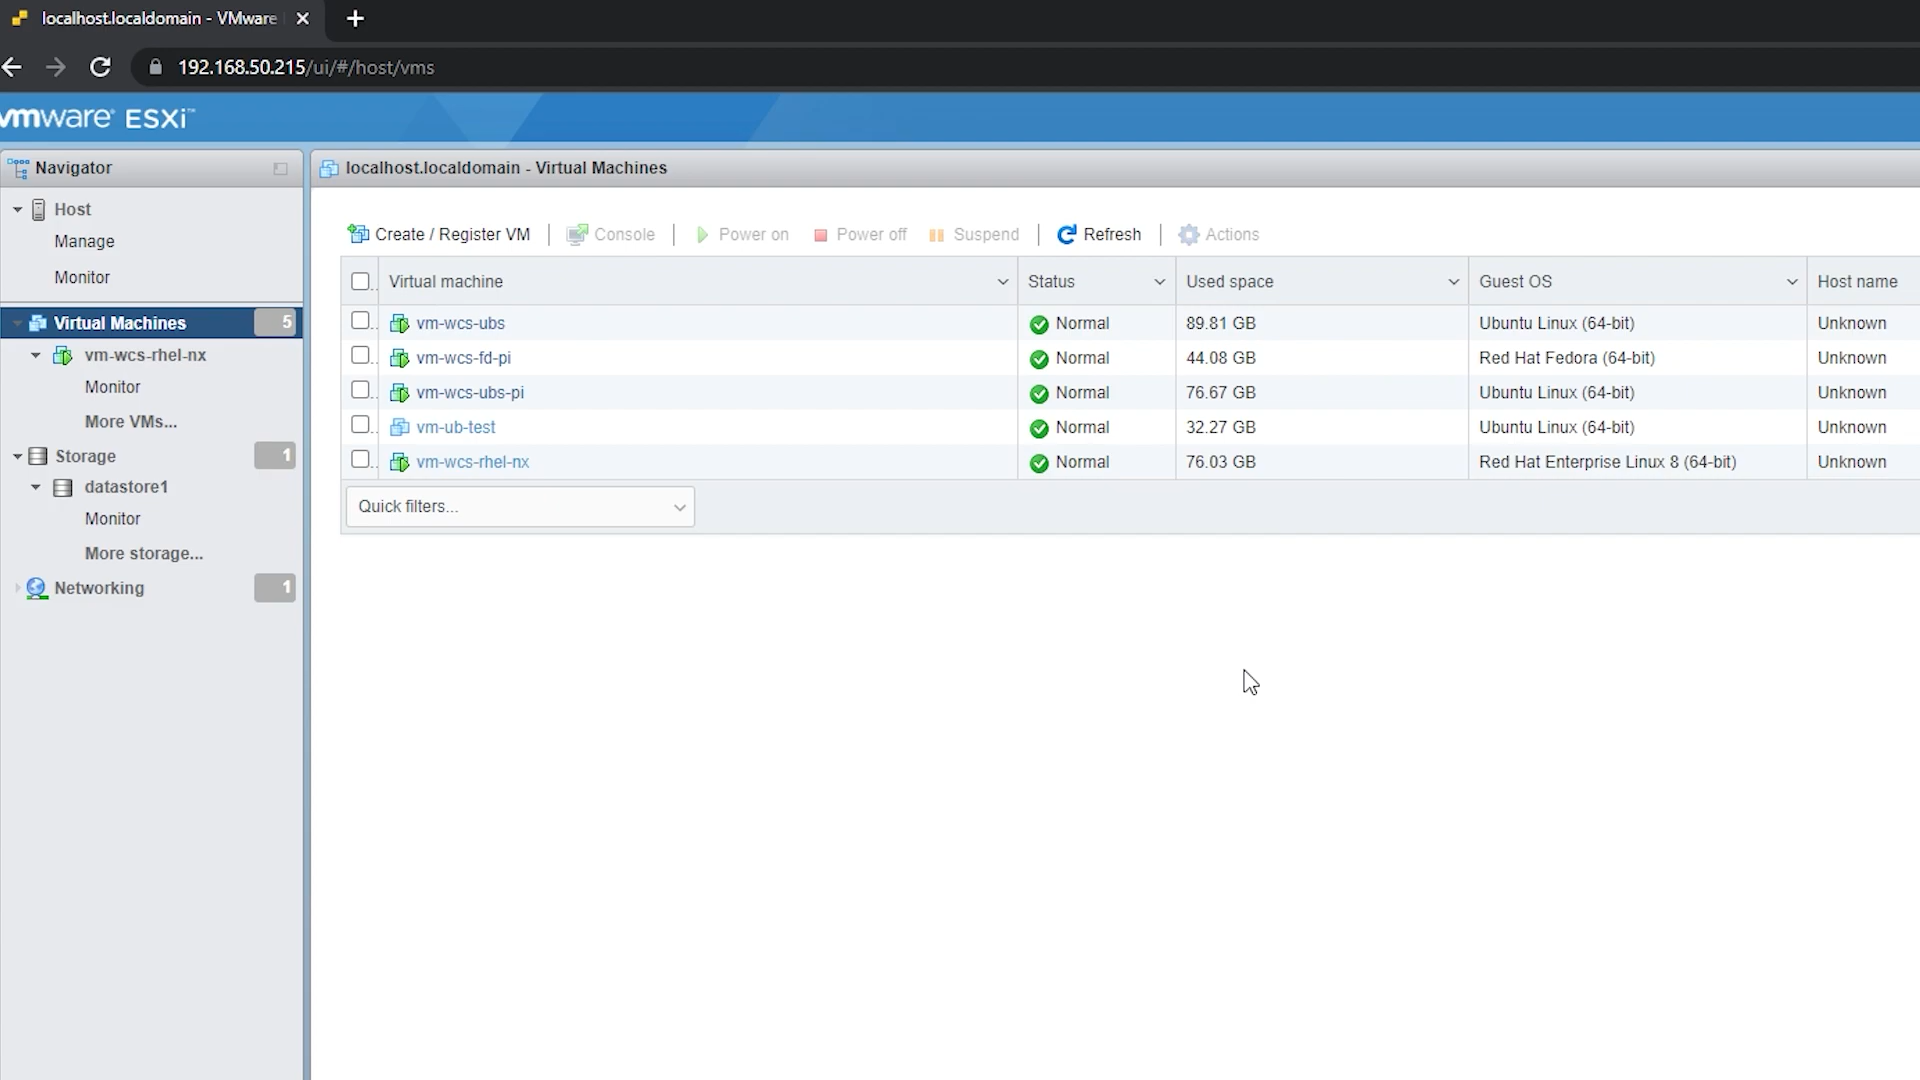 localhost.localdomain - VMware
192.168.50.215/ui/#/host/vms
vmware® ESXi™
Navigator
localhost.localdomain - Virtual Machines
Host
Manage
Monitor
Virtual Machines 5
vm-wcs-rhel-nx
Monitor
More VMs...
Storage 1
datastore1
Monitor
More storage...
Networking 1
Create / Register VM | Console | Power on Power off Suspend | Refresh | Actions
Virtual machine Status Used space Guest OS Host name
vm-wcs-ubs Normal 89.81 GB Ubuntu Linux (64-bit) Unknown
vm-wcs-fd-pi Normal 44.08 GB Red Hat Fedora (64-bit) Unknown
vm-wcs-ubs-pi Normal 76.67 GB Ubuntu Linux (64-bit) Unknown
vm-ub-test Normal 32.27 GB Ubuntu Linux (64-bit) Unknown
vm-wcs-rhel-nx Normal 76.03 GB Red Hat Enterprise Linux 8 (64-bit) Unknown
Quick filters...